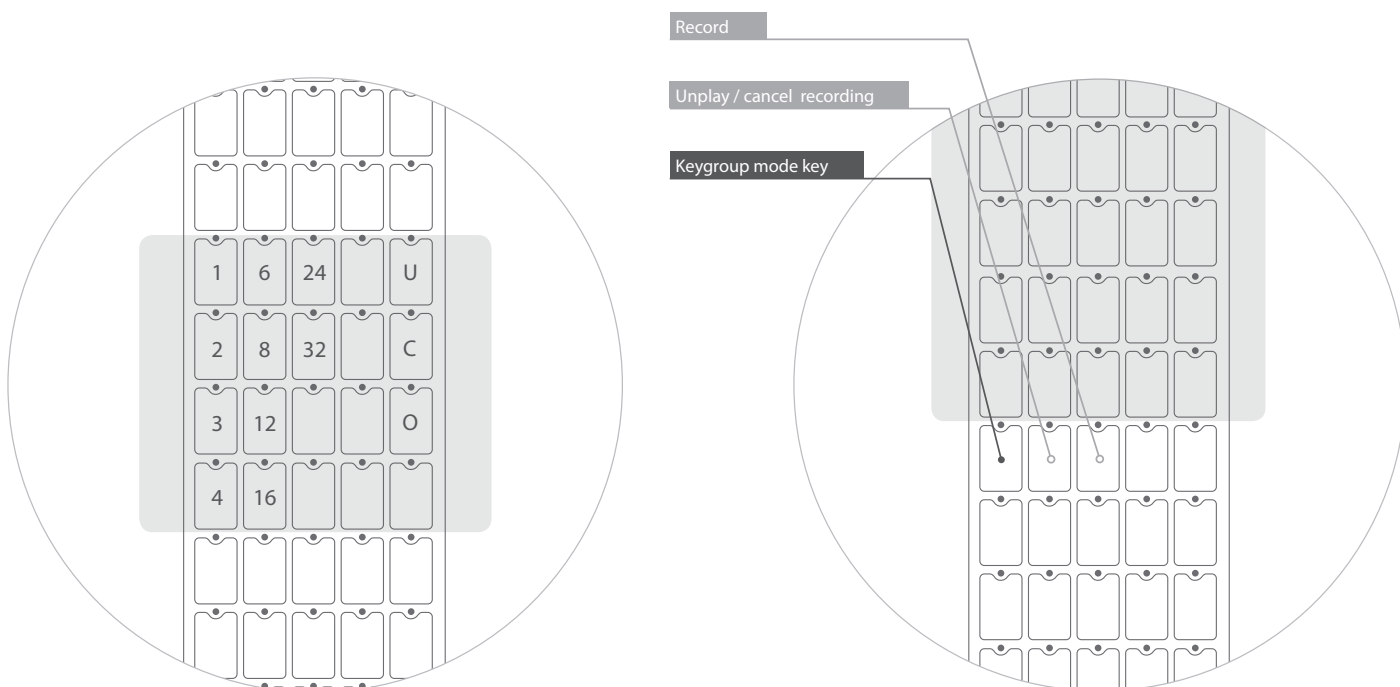 Record
Unplay / cancel recording
Keygroup mode key
1 6 24 U
2 8 32 C
3 12 O
4 16